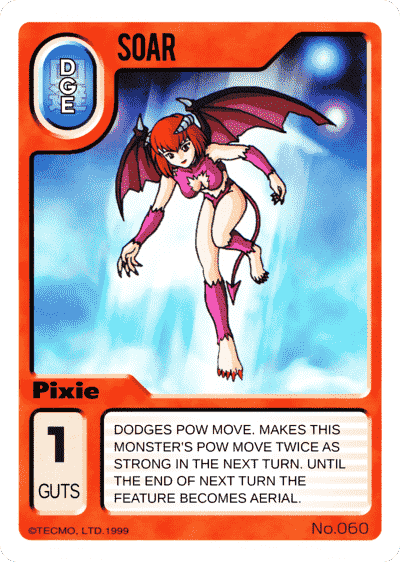 SOAR
DGE
Pixie
1
GUTS
DODGES POW MOVE. MAKES THIS
MONSTER'S POW MOVE TWICE AS
STRONG IN THE NEXT TURN. UNTIL
THE END OF NEXT TURN THE
FEATURE BECOMES AERIAL.
©TECMO, LTD.1999
No.060